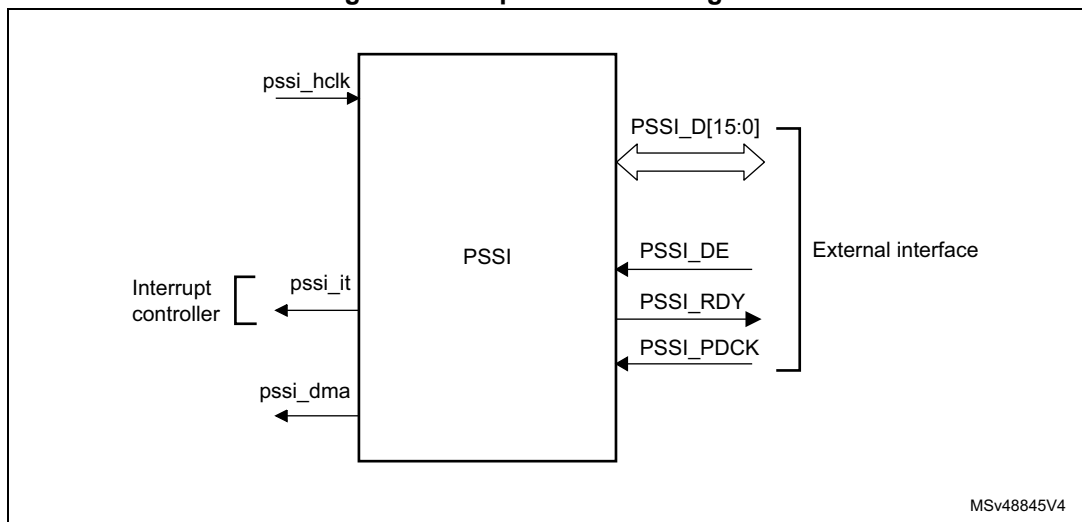 pssi_hclk
PSSI_D[15:0]
PSSI
PSSI_DE
External interface
Interrupt
controller
pssi_it
PSSI_RDY
PSSI_PDCK
pssi_dma
MSv48845V4